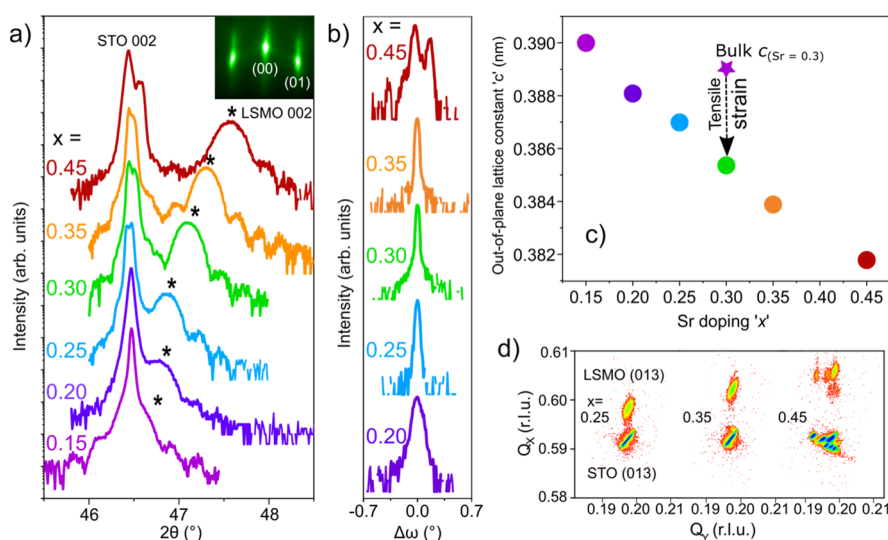 a)
STO 002
(00)
(01)
LSMO 002
*
x =
0.45
*
0.35
*
0.30
*
0.25
*
0.20
*
0.15
Intensity (arb. units)
46 47 48
2θ (°)
b)
x =
0.45
0.35
0.30
0.25
0.20
Intensity (arb. units)
-0.7 0.0 0.7
Δω (°)
Out-of-plane lattice constant 'c' (nm)
0.390
0.388
0.386
0.384
0.382
Bulk c(Sr = 0.3)
Tensile
strain
c)
0.15 0.20 0.25 0.30 0.35 0.40 0.45
Sr doping 'x'
d)
0.61
0.60
0.59
0.58
Qₓ (r.l.u.)
LSMO (013)
x=
0.25 0.35 0.45
STO (013)
0.19 0.20 0.19 0.20 0.19 0.20 0.21
0.21
Qᵧ (r.l.u.)